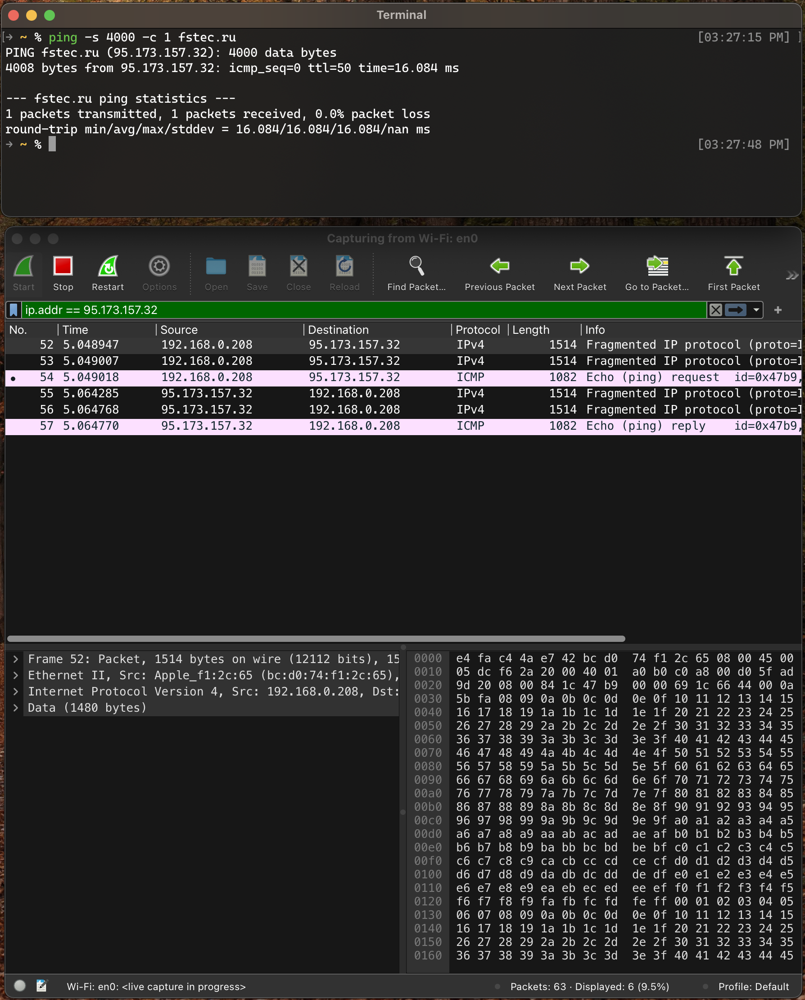 Terminal
[→ ~ % ping -s 4000 -c 1 fstec.ru [03:27:15 PM] ]
PING fstec.ru (95.173.157.32): 4000 data bytes
4008 bytes from 95.173.157.32: icmp_seq=0 ttl=50 time=16.084 ms
--- fstec.ru ping statistics ---
1 packets transmitted, 1 packets received, 0.0% packet loss
round-trip min/avg/max/stddev = 16.084/16.084/16.084/nan ms
→ ~ % [03:27:48 PM]
Capturing from Wi-Fi: en0
Start Stop Restart Options Open Save Close Reload Find Packet... Previous Packet Next Packet Go to Packet... First Packet
ip.addr == 95.173.157.32
No. Time Source Destination Protocol Length Info
52 5.048947 192.168.0.208 95.173.157.32 IPv4 1514 Fragmented IP protocol (proto=I
53 5.049007 192.168.0.208 95.173.157.32 IPv4 1514 Fragmented IP protocol (proto=I
54 5.049018 192.168.0.208 95.173.157.32 ICMP 1082 Echo (ping) request id=0x47b9,
55 5.064285 95.173.157.32 192.168.0.208 IPv4 1514 Fragmented IP protocol (proto=I
56 5.064768 95.173.157.32 192.168.0.208 IPv4 1514 Fragmented IP protocol (proto=I
57 5.064770 95.173.157.32 192.168.0.208 ICMP 1082 Echo (ping) reply id=0x47b9,
Frame 52: Packet, 1514 bytes on wire (12112 bits), 15
Ethernet II, Src: Apple_f1:2c:65 (bc:d0:74:f1:2c:65),
Internet Protocol Version 4, Src: 192.168.0.208, Dst:
Data (1480 bytes)
0000 e4 fa c4 4a e7 42 bc d0 74 f1 2c 65 08 00 45 00
0010 05 dc f6 2a 20 00 40 01 a0 b0 c0 a8 00 d0 5f ad
0020 9d 20 08 00 84 1c 47 b9 00 00 69 1c 66 44 00 0a
0030 5b fa 08 09 0a 0b 0c 0d 0e 0f 10 11 12 13 14 15
0040 16 17 18 19 1a 1b 1c 1d 1e 1f 20 21 22 23 24 25
0050 26 27 28 29 2a 2b 2c 2d 2e 2f 30 31 32 33 34 35
0060 36 37 38 39 3a 3b 3c 3d 3e 3f 40 41 42 43 44 45
0070 46 47 48 49 4a 4b 4c 4d 4e 4f 50 51 52 53 54 55
0080 56 57 58 59 5a 5b 5c 5d 5e 5f 60 61 62 63 64 65
0090 66 67 68 69 6a 6b 6c 6d 6e 6f 70 71 72 73 74 75
00a0 76 77 78 79 7a 7b 7c 7d 7e 7f 80 81 82 83 84 85
00b0 86 87 88 89 8a 8b 8c 8d 8e 8f 90 91 92 93 94 95
00c0 96 97 98 99 9a 9b 9c 9d 9e 9f a0 a1 a2 a3 a4 a5
00d0 a6 a7 a8 a9 aa ab ac ad ae af b0 b1 b2 b3 b4 b5
00e0 b6 b7 b8 b9 ba bb bc bd be bf c0 c1 c2 c3 c4 c5
00f0 c6 c7 c8 c9 ca cb cc cd ce cf d0 d1 d2 d3 d4 d5
0100 d6 d7 d8 d9 da db dc dd de df e0 e1 e2 e3 e4 e5
0110 e6 e7 e8 e9 ea eb ec ed ee ef f0 f1 f2 f3 f4 f5
0120 f6 f7 f8 f9 fa fb fc fd fe ff 00 01 02 03 04 05
0130 06 07 08 09 0a 0b 0c 0d 0e 0f 10 11 12 13 14 15
0140 16 17 18 19 1a 1b 1c 1d 1e 1f 20 21 22 23 24 25
0150 26 27 28 29 2a 2b 2c 2d 2e 2f 30 31 32 33 34 35
0160 36 37 38 39 3a 3b 3c 3d 3e 3f 40 41 42 43 44 45
Wi-Fi: en0: <live capture in progress> Packets: 63 · Displayed: 6 (9.5%) Profile: Default